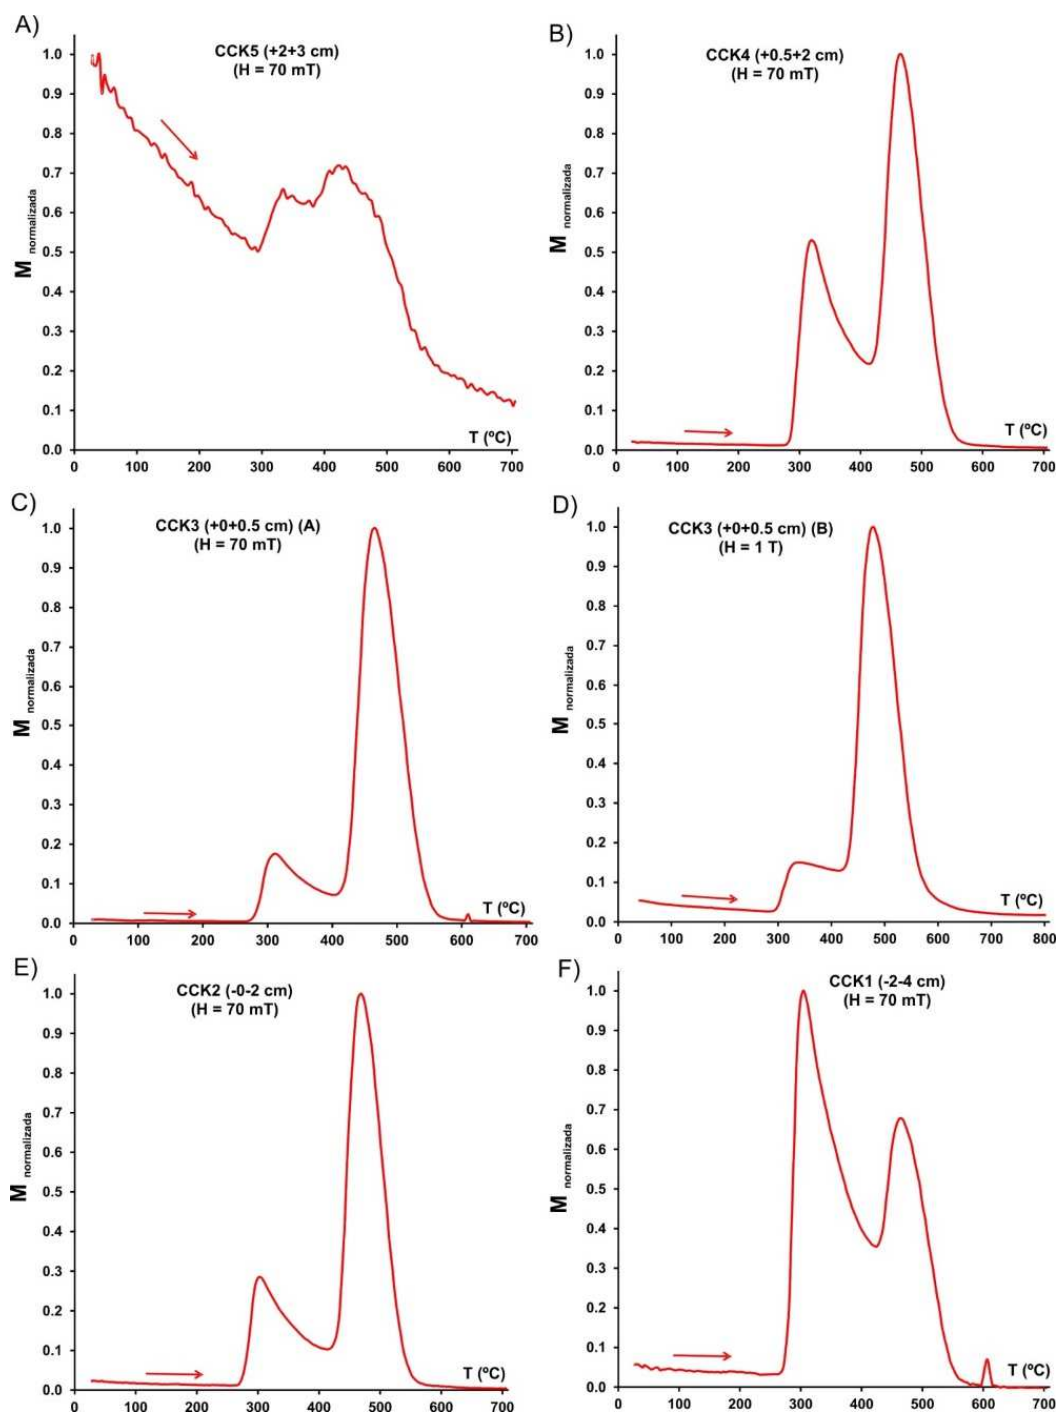 A)
CCK5 (+2+3 cm)
(H = 70 mT)
1.0
0.9
0.8
0.7
0.6
0.5
0.4
0.3
0.2
0.1
0.0
M normalizada
T (ºC)
0 100 200 300 400 500 600 700
B)
CCK4 (+0.5+2 cm)
(H = 70 mT)
1.0
0.9
0.8
0.7
0.6
0.5
0.4
0.3
0.2
0.1
0.0
M normalizada
T (ºC)
0 100 200 300 400 500 600 700
C)
CCK3 (+0+0.5 cm) (A)
(H = 70 mT)
1.0
0.9
0.8
0.7
0.6
0.5
0.4
0.3
0.2
0.1
0.0
M normalizada
T (ºC)
0 100 200 300 400 500 600 700
D)
CCK3 (+0+0.5 cm) (B)
(H = 1 T)
1.0
0.9
0.8
0.7
0.6
0.5
0.4
0.3
0.2
0.1
0.0
M normalizada
T (ºC)
0 100 200 300 400 500 600 700 800
E)
CCK2 (-0-2 cm)
(H = 70 mT)
1.0
0.9
0.8
0.7
0.6
0.5
0.4
0.3
0.2
0.1
0.0
M normalizada
T (ºC)
0 100 200 300 400 500 600 700
F)
CCK1 (-2-4 cm)
(H = 70 mT)
1.0
0.9
0.8
0.7
0.6
0.5
0.4
0.3
0.2
0.1
0.0
M normalizada
T (ºC)
0 100 200 300 400 500 600 700